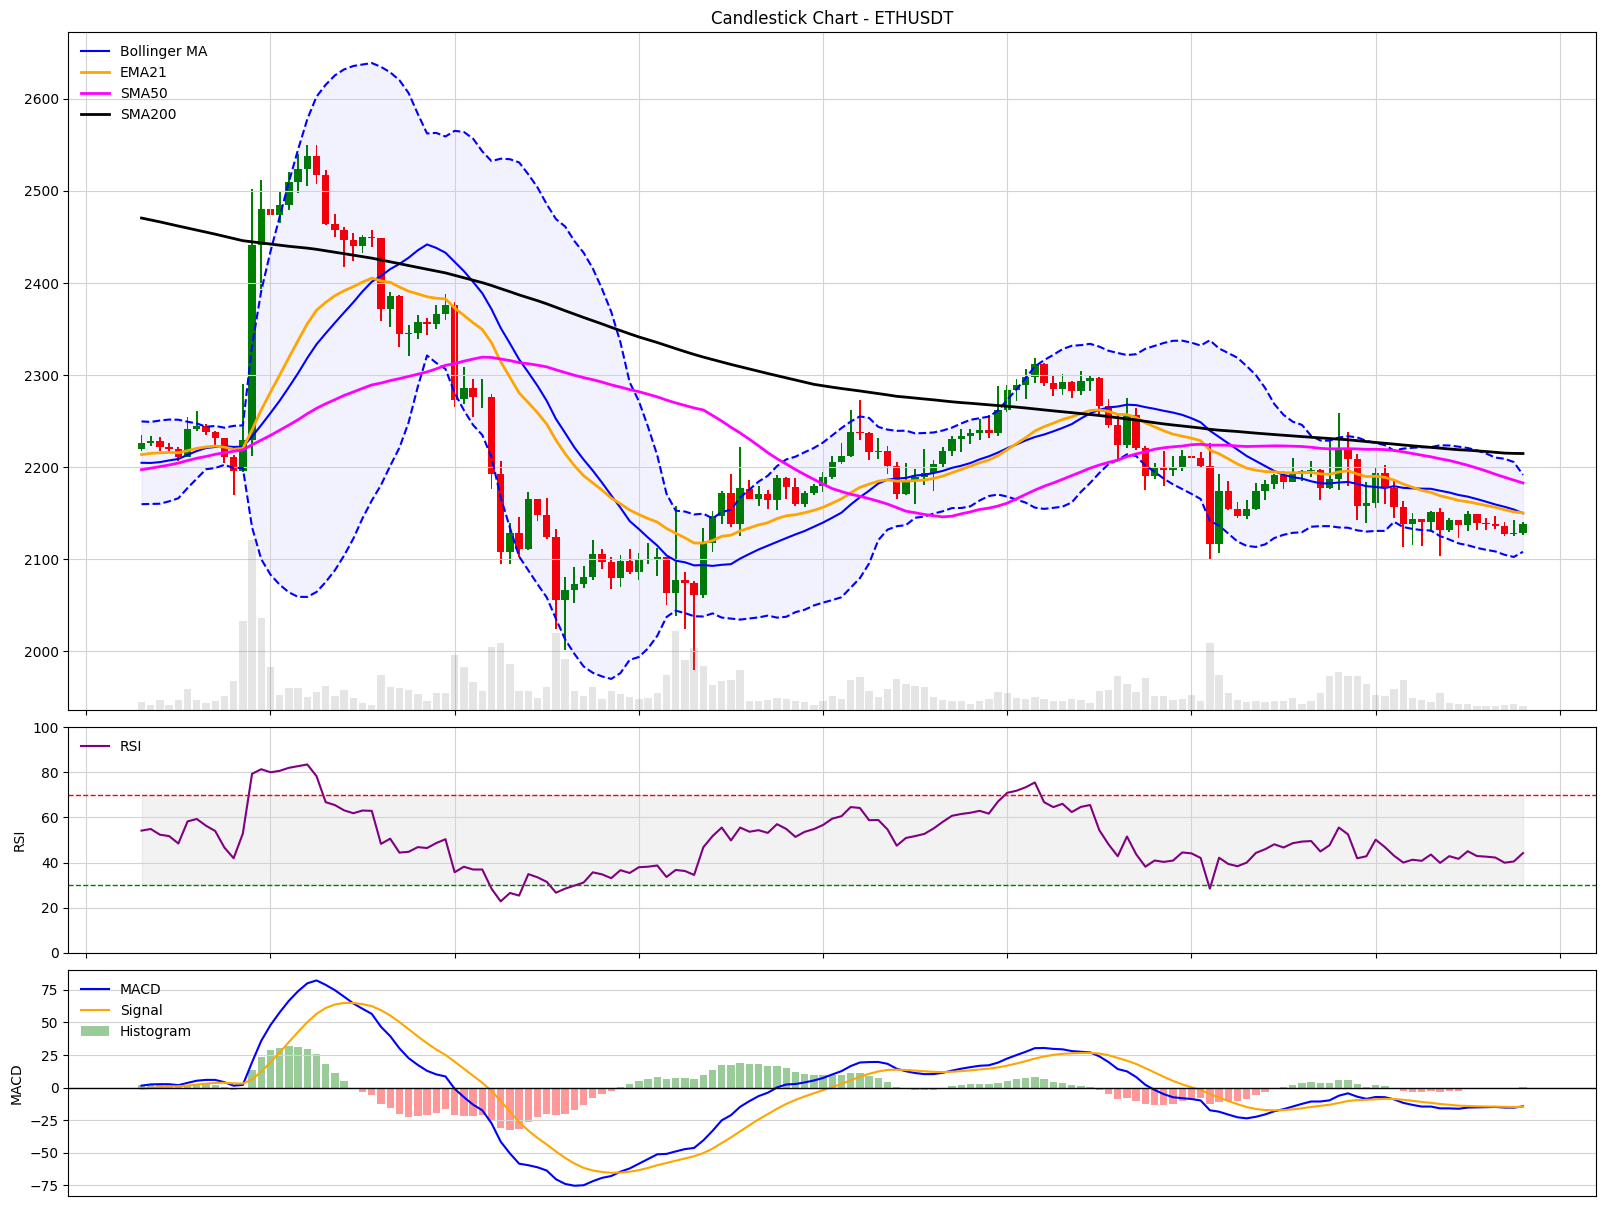 Candlestick Chart - ETHUSDT
Bollinger MA
EMA21
SMA50
SMA200
2600
2500
2400
2300
2200
2100
2000
RSI
100
80
60
40
20
0
RSI
MACD
Signal
Histogram
75
50
25
0
−25
−50
−75
MACD